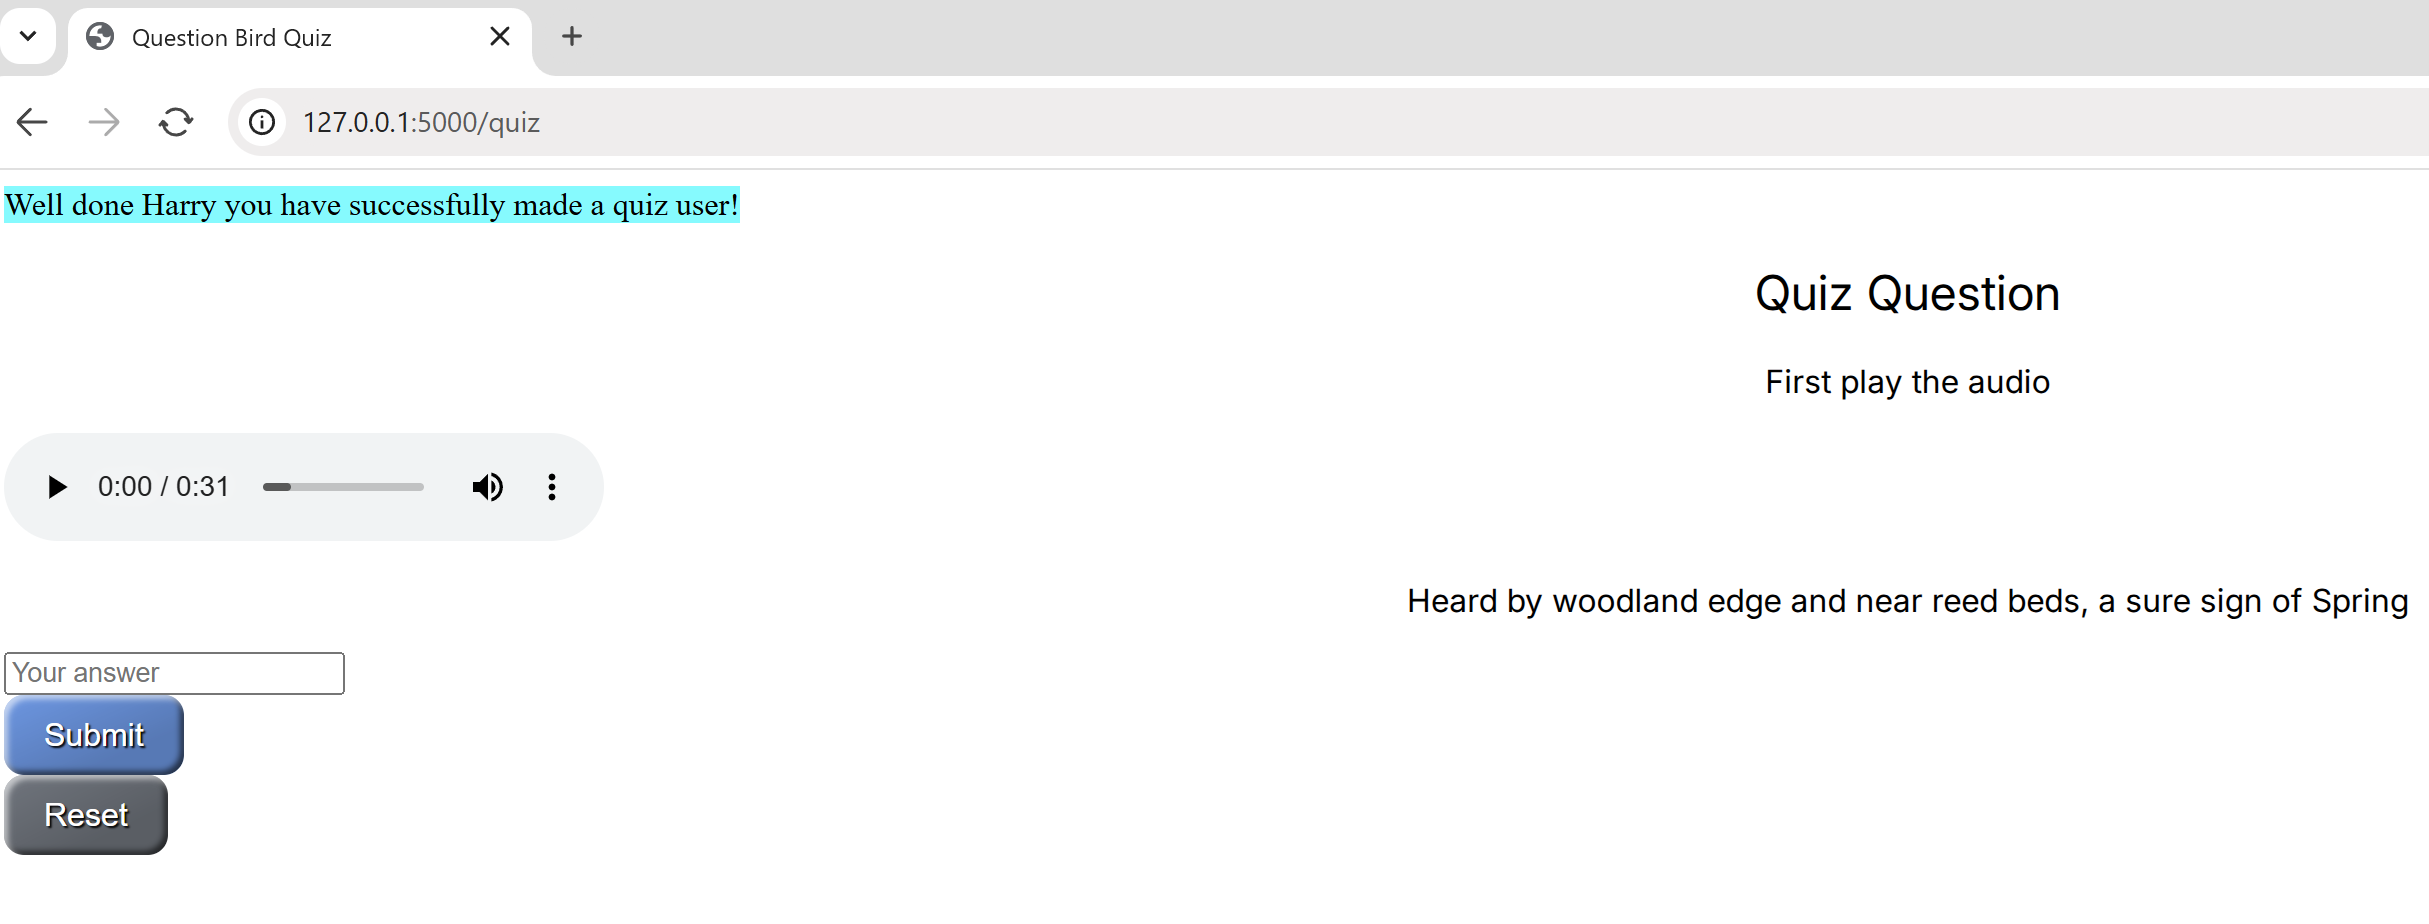 Question Bird Quiz
127.0.0.1:5000/quiz
Well done Harry you have successfully made a quiz user!
Quiz Question
First play the audio
0:00 / 0:31
Heard by woodland edge and near reed beds, a sure sign of Spring
Your answer
Submit
Reset